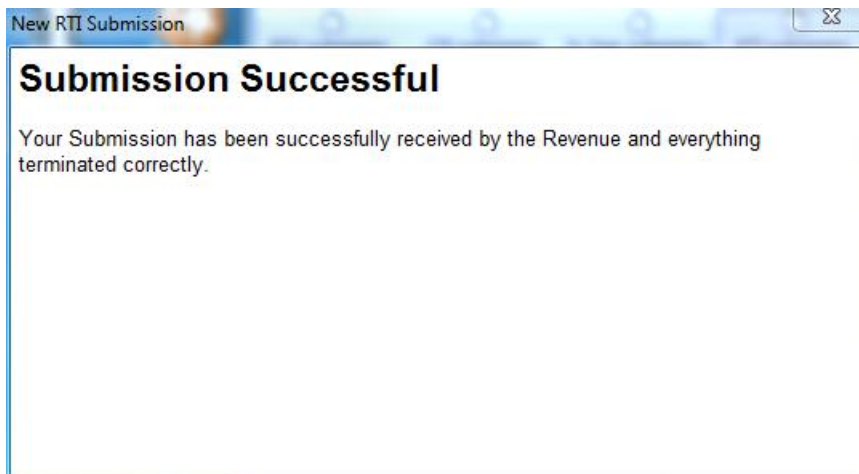 New RTI Submission
Submission Successful
Your Submission has been successfully received by the Revenue and everything
terminated correctly.